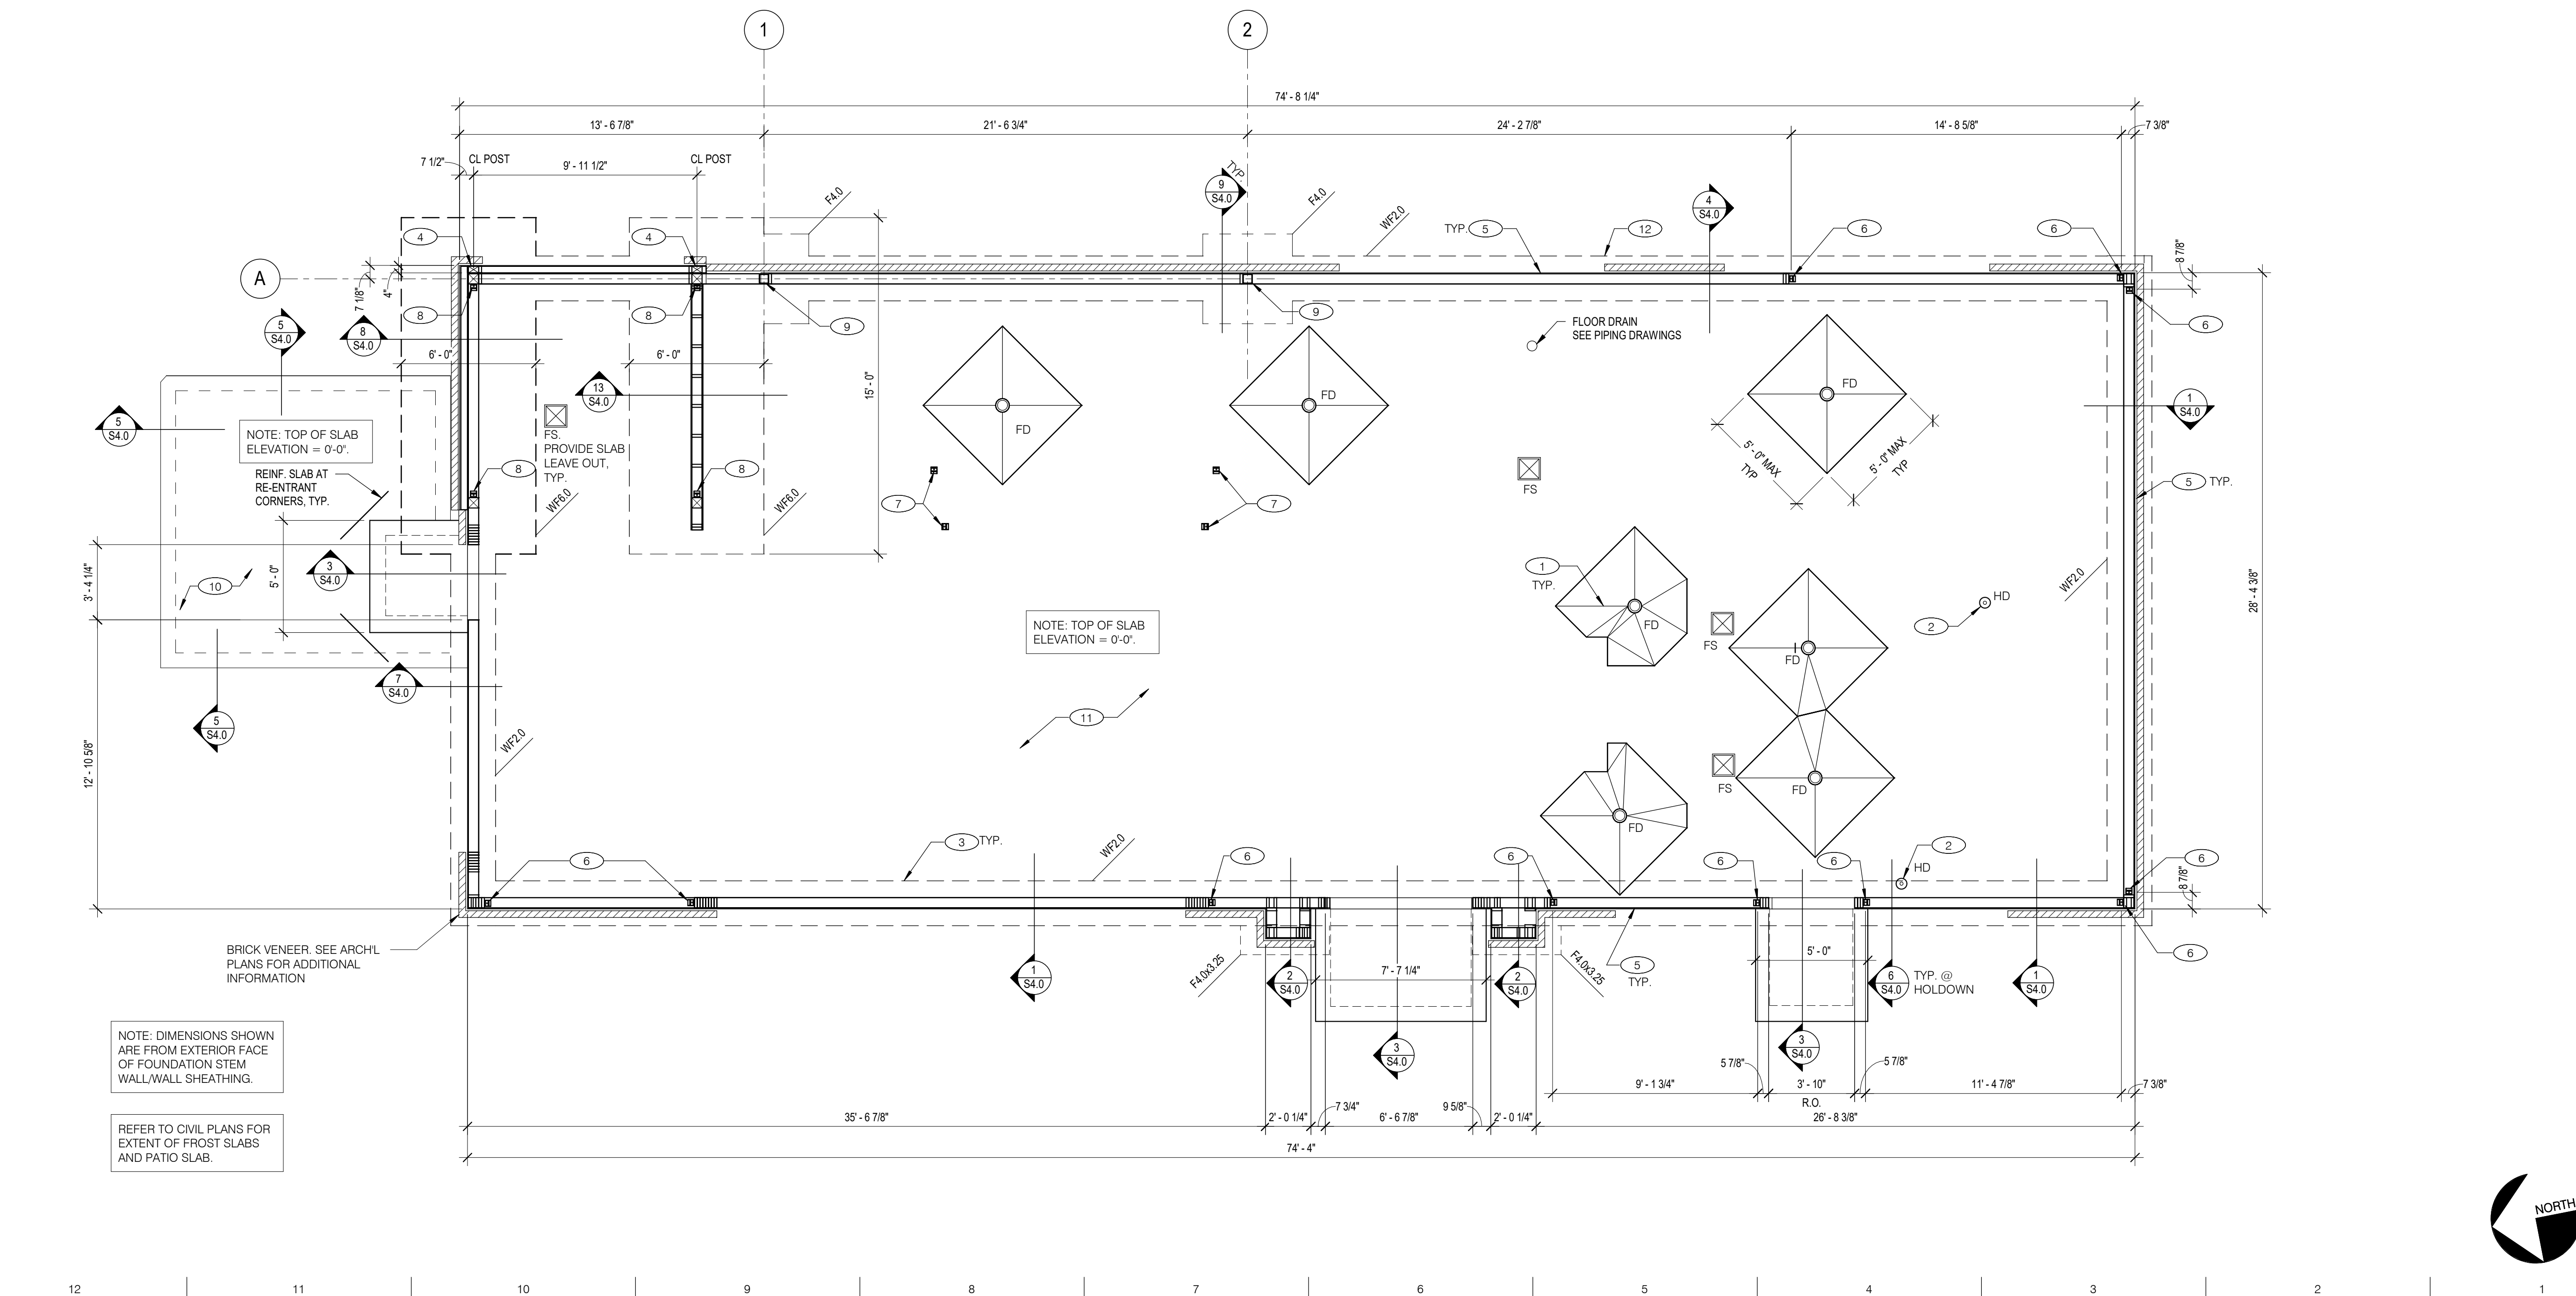 1
2
74' - 8 1/4"
13' - 6 7/8"
21' - 6 3/4"
24' - 2 7/8"
14' - 8 5/8"
7 3/8"
7 1/2"
CL POST
9' - 11 1/2"
CL POST
F4.0
9
S4.0
TYP.
F4.0
WF2.0
4
S4.0
4
4
TYP. 5
12
6
6
8 7/8"
A
7 1/8"
4"
8
8
9
9
6
5
S4.0
8
S4.0
FLOOR DRAIN
SEE PIPING DRAWINGS
6' - 0"
6' - 0"
15' - 0"
13
S4.0
FD
FD
FD
5' - 0" MAX
TYP
5' - 0" MAX
TYP
1
S4.0
5
S4.0
NOTE: TOP OF SLAB
ELEVATION = 0'-0".
FS.
PROVIDE SLAB
LEAVE OUT,
TYP.
REINF. SLAB AT
RE-ENTRANT
CORNERS, TYP.
8
8
WF6.0
WF6.0
7
7
FS
5 TYP.
3' - 4 1/4"
10
5' - 0"
3
S4.0
1
TYP.
FD
WF2.0
28' - 4 3/8"
2
HD
NOTE: TOP OF SLAB
ELEVATION = 0'-0".
FS
FD
7
S4.0
5
S4.0
11
WF2.0
12' - 10 5/8"
FS
FD
FD
3 TYP.
WF2.0
6
6
6
6
6
2
HD
6
8 7/8"
BRICK VENEER. SEE ARCH'L
PLANS FOR ADDITIONAL
INFORMATION
1
S4.0
F4.0x3.25
2
S4.0
7' - 7 1/4"
2
S4.0
F4.0x3.25
5
TYP.
5' - 0"
6
S4.0
TYP. @
HOLDOWN
1
S4.0
6
NOTE: DIMENSIONS SHOWN
ARE FROM EXTERIOR FACE
OF FOUNDATION STEM
WALL/WALL SHEATHING.
3
S4.0
3
S4.0
5 7/8"
5 7/8"
9' - 1 3/4"
3' - 10"
R.O.
11' - 4 7/8"
7 3/8"
35' - 6 7/8"
2' - 0 1/4"
7 3/4"
6' - 6 7/8"
9 5/8"
2' - 0 1/4"
26' - 8 3/8"
REFER TO CIVIL PLANS FOR
EXTENT OF FROST SLABS
AND PATIO SLAB.
74' - 4"
NORTH
12
11
10
9
8
7
6
5
4
3
2
1